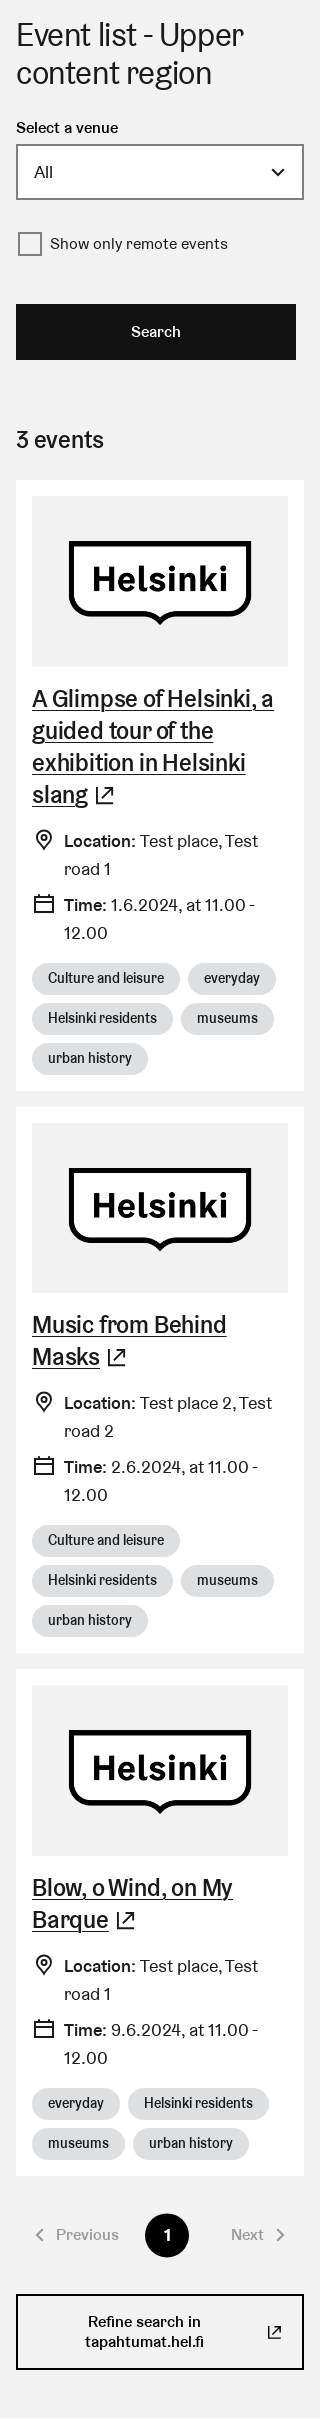 Event list - Upper
content region
Select a venue
All
Show only remote events
Search
3 events
Helsinki
A Glimpse of Helsinki, a
guided tour of the
exhibition in Helsinki
slang
Location: Test place, Test
road 1
Time: 1.6.2024, at 11.00 -
12.00
Culture and leisure everyday
Helsinki residents museums
urban history
Helsinki
Music from Behind
Masks
Location: Test place 2, Test
road 2
Time: 2.6.2024, at 11.00 -
12.00
Culture and leisure
Helsinki residents museums
urban history
Helsinki
Blow, o Wind, on My
Barque
Location: Test place, Test
road 1
Time: 9.6.2024, at 11.00 -
12.00
everyday Helsinki residents
museums urban history
Previous 1 Next
Refine search in
tapahtumat.hel.fi